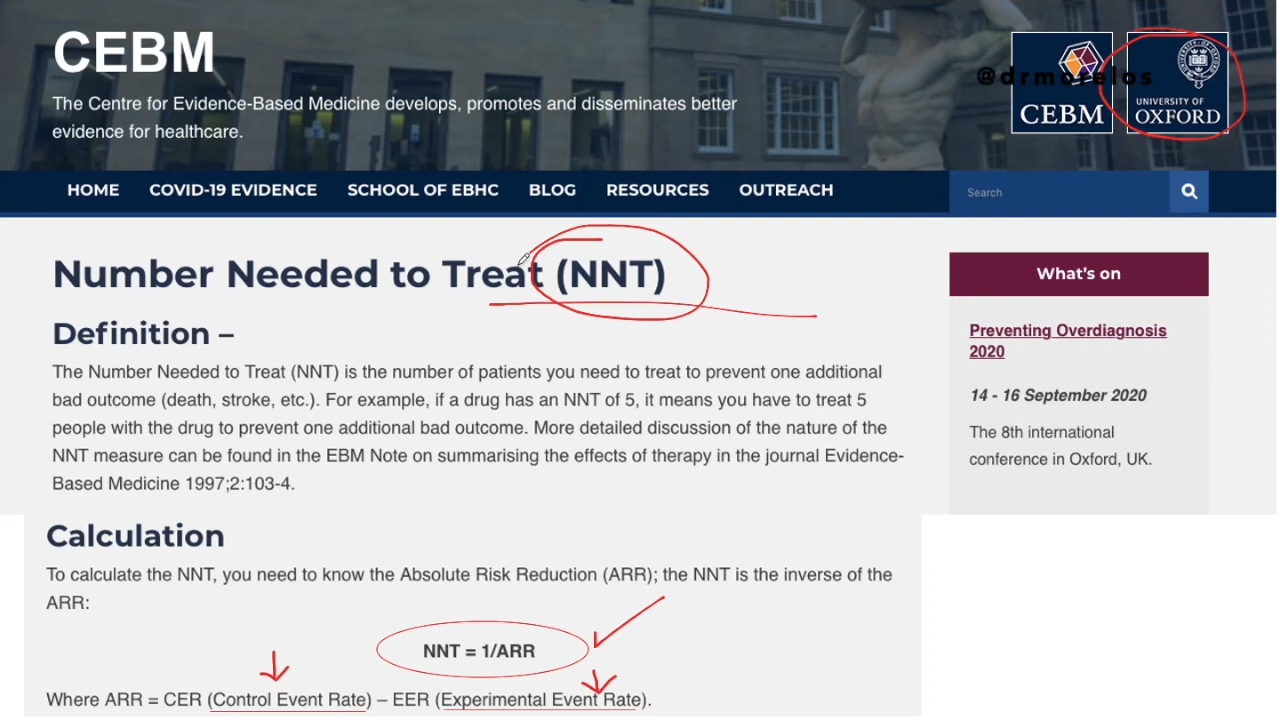 CEBM
The Centre for Evidence-Based Medicine develops, promotes and disseminates better
evidence for healthcare.
@drmorelos
CEBM
UNIVERSITY OF
OXFORD
HOME COVID-19 EVIDENCE SCHOOL OF EBHC BLOG RESOURCES OUTREACH
Search
Number Needed to Treat (NNT)
Definition –
The Number Needed to Treat (NNT) is the number of patients you need to treat to prevent one additional
bad outcome (death, stroke, etc.). For example, if a drug has an NNT of 5, it means you have to treat 5
people with the drug to prevent one additional bad outcome. More detailed discussion of the nature of the
NNT measure can be found in the EBM Note on summarising the effects of therapy in the journal Evidence-
Based Medicine 1997;2:103-4.
Calculation
To calculate the NNT, you need to know the Absolute Risk Reduction (ARR); the NNT is the inverse of the
ARR:
NNT = 1/ARR
Where ARR = CER (Control Event Rate) – EER (Experimental Event Rate).
What's on
Preventing Overdiagnosis
2020
14 - 16 September 2020
The 8th international
conference in Oxford, UK.